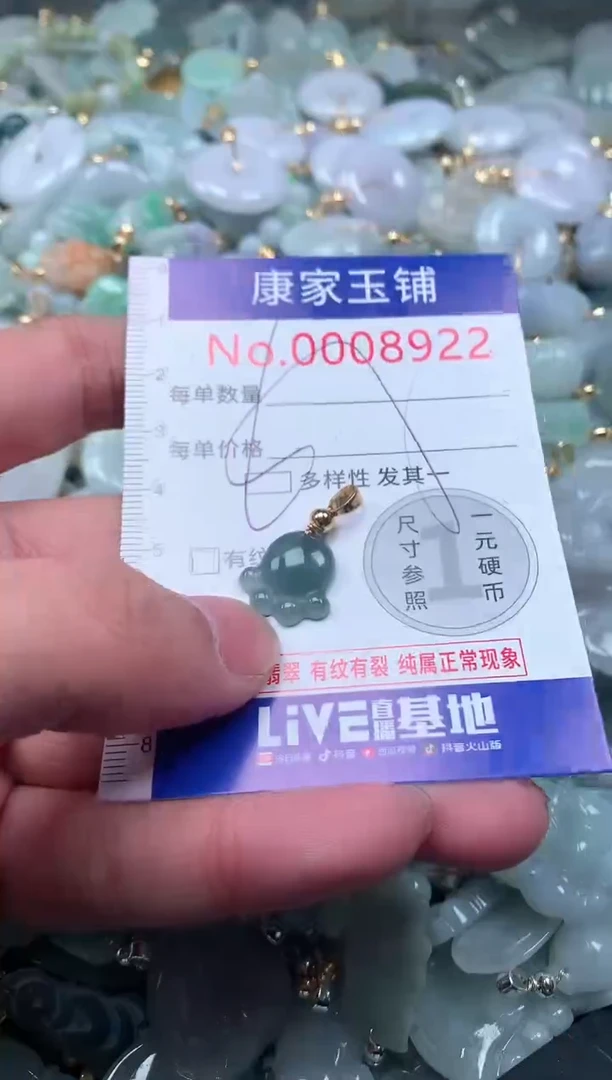 康家玉铺
No.0008922
每单数量
每单价格
多样性 发其一
有纹
尺寸参照
1
一元硬币
翡翠 有纹有裂 纯属正常现象
LiVE直播基地
抖音
抖音火山版